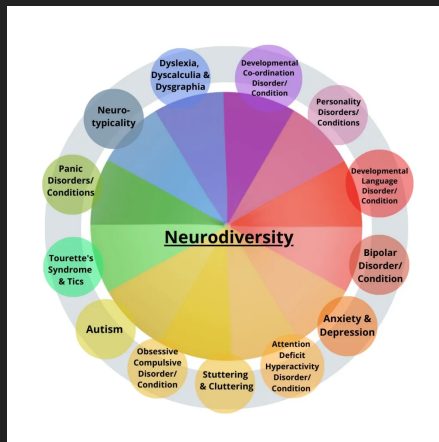 Dyslexia,
Dyscalculia &
Dysgraphia
Developmental
Co-ordination
Disorder/
Condition
Personality
Disorders/
Conditions
Developmental
Language
Disorder/
Condition
Bipolar
Disorder/
Condition
Anxiety &
Depression
Attention
Deficit
Hyperactivity
Disorder/
Condition
Stuttering
& Cluttering
Obsessive
Compulsive
Disorder/
Condition
Autism
Tourette's
Syndrome
& Tics
Panic
Disorders/
Conditions
Neuro-
typicality
Neurodiversity